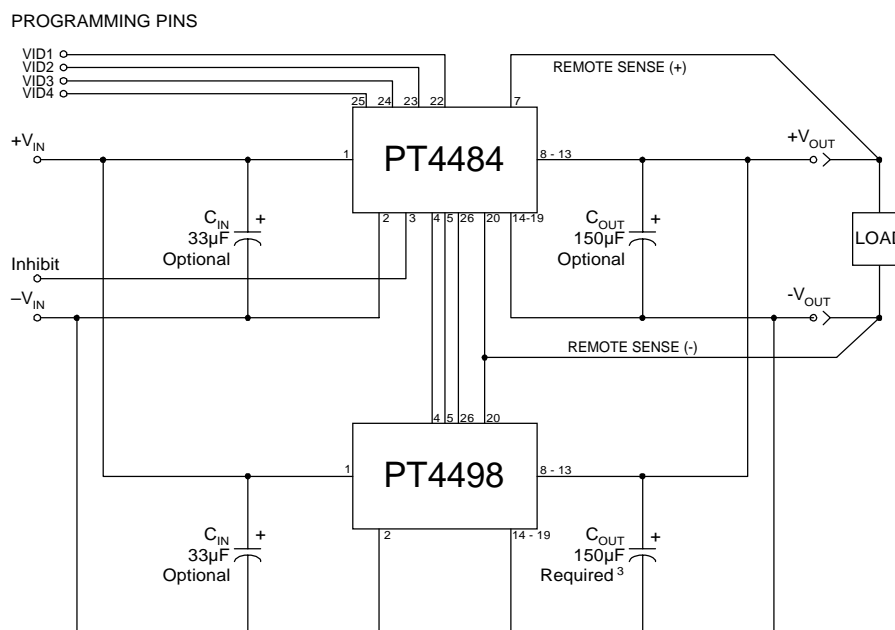 PROGRAMMING PINS
VID1
VID2
VID3
VID4
REMOTE SENSE (+)
25 24 23 22 7
+VIN
1
PT4484
8 - 13
+VOUT
2 3 4 5 26 20 14-19
CIN +
33µF
Optional
COUT +
150µF
Optional
LOAD
Inhibit
–VIN
-VOUT
REMOTE SENSE (-)
4 5 26 20
1
PT4498
8 - 13
2 14 - 19
CIN +
33µF
Optional
COUT +
150µF
Required 3